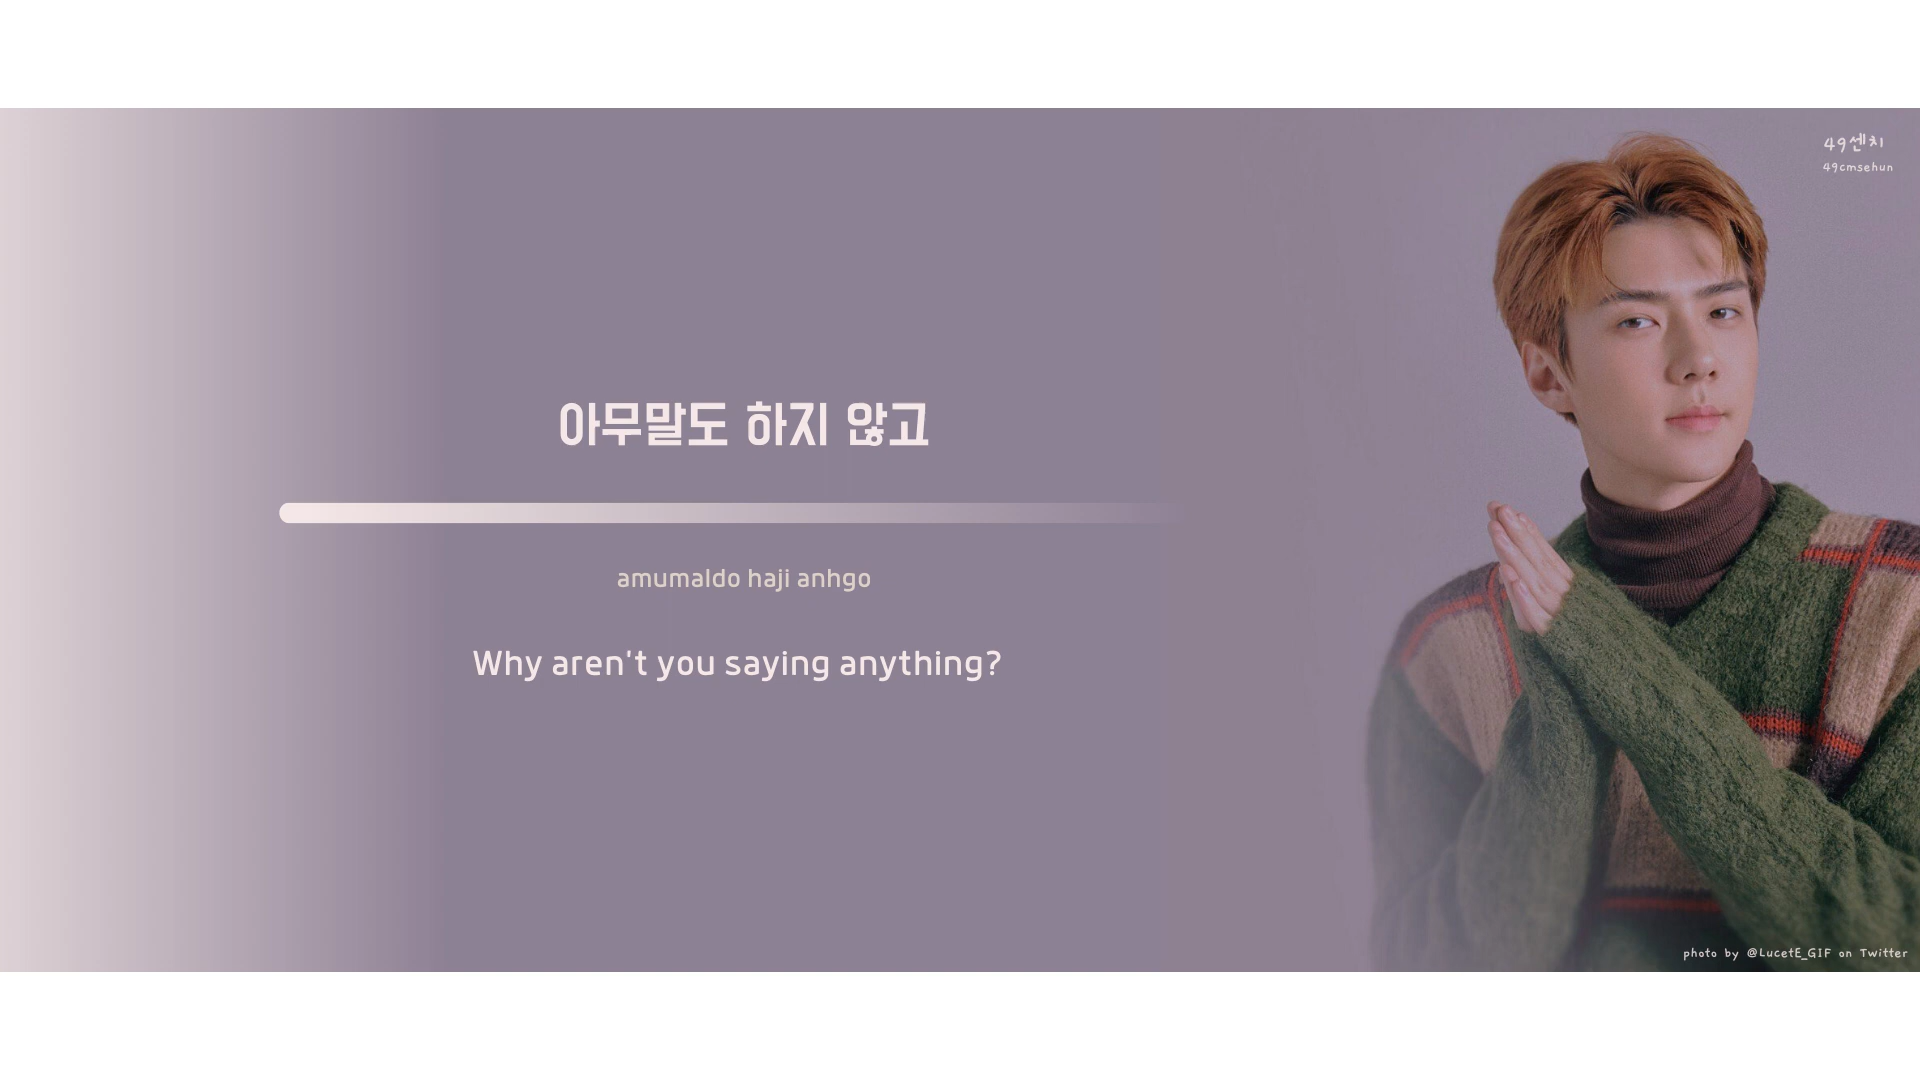 49센치
49cmsehun
아무말도 하지 않고
amumaldo haji anhgo
Why aren't you saying anything?
photo by @LucetE_GIF on Twitter